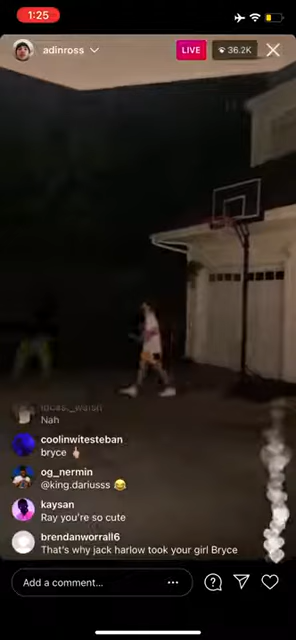 1:25
adinross
LIVE
36.2K
Nah
coolinwitesteban
bryce 🖕🏻
og_nermin
@king.dariusss 😂
kaysan
Ray you're so cute
brendanworrall6
That's why jack harlow took your girl Bryce
Add a comment...